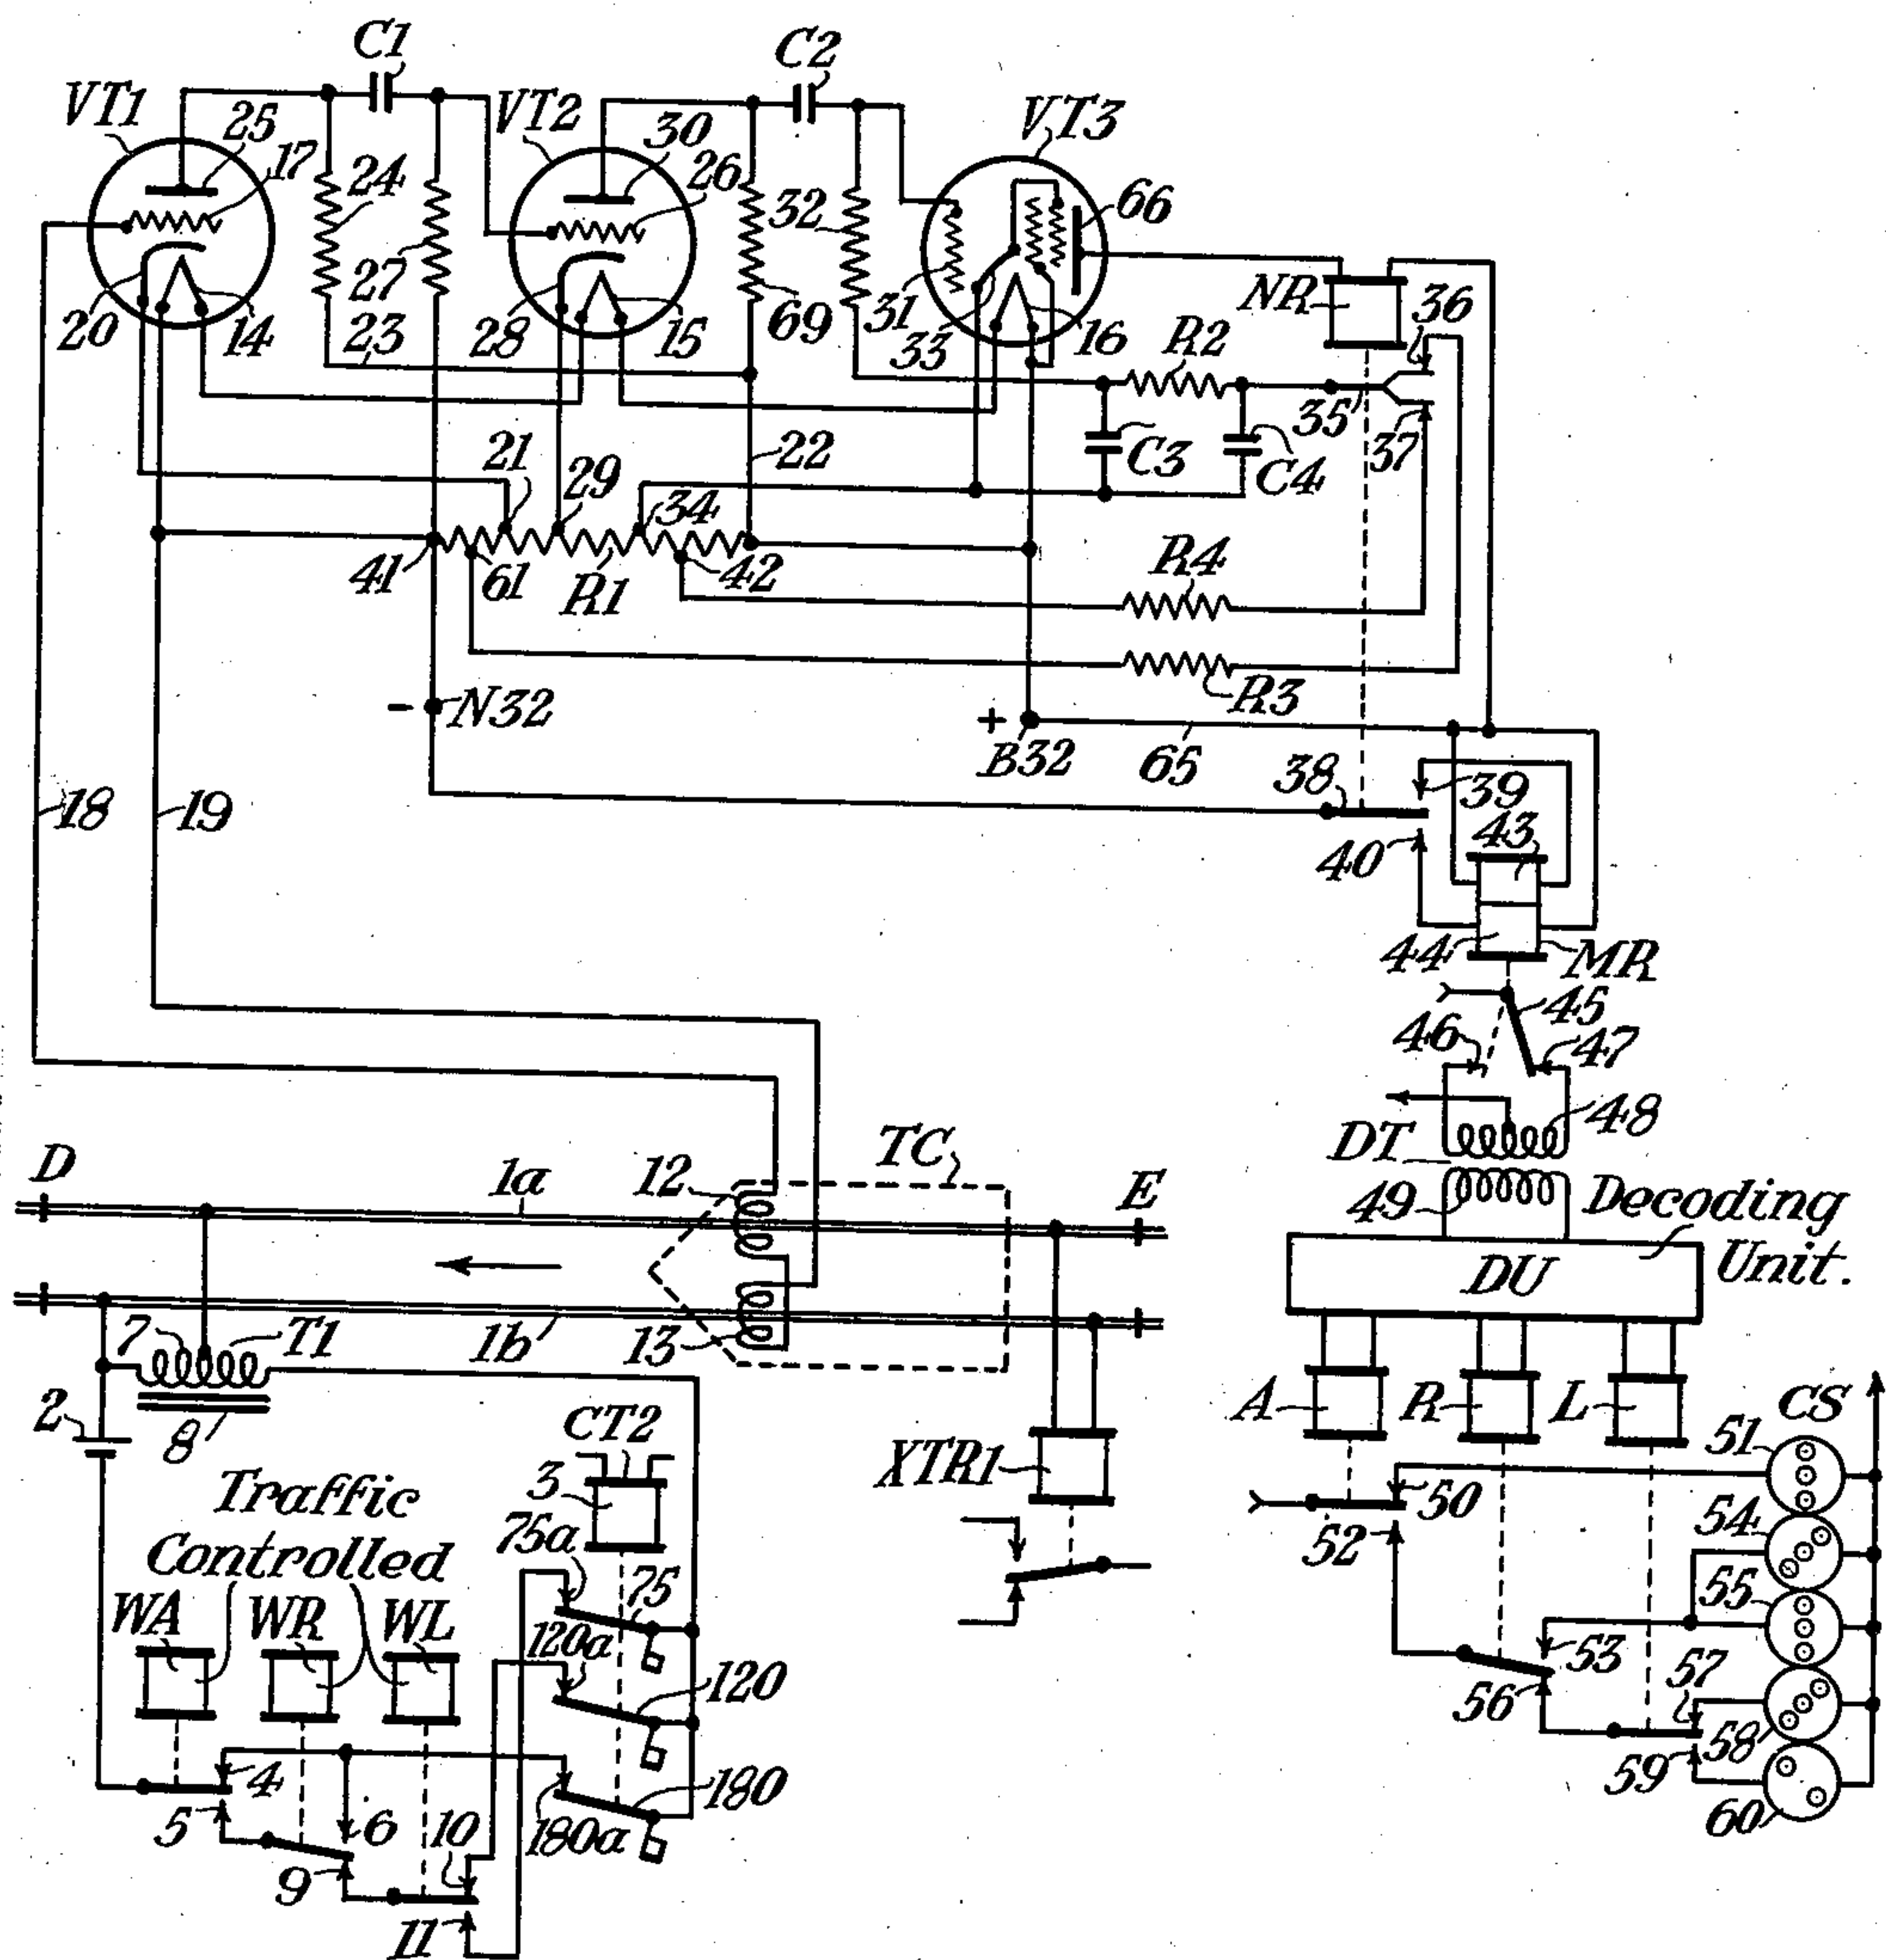 C1
C2
VT1
25
17
VT2
30
26
VT3
24
32
66
27
31
NR
36
20
14
23
28
15
69
33
16
R2
35
37
21
29
34
22
C3
C4
41
61
R1
42
R4
R3
- N32
+ B32
65
38
39
40
43
18
19
44
MR
45
46
47
48
DT
49
Decoding
Unit.
DU
D
1a
12
TC
E
7
T1
1b
13
2
8
CT2
3
XTR1
A
R
L
CS
51
50
54
52
55
53
57
56
58
59
60
Traffic
Controlled
WA
WR
WL
75a
75
120a
120
180
180a
4
5
6
10
9
11